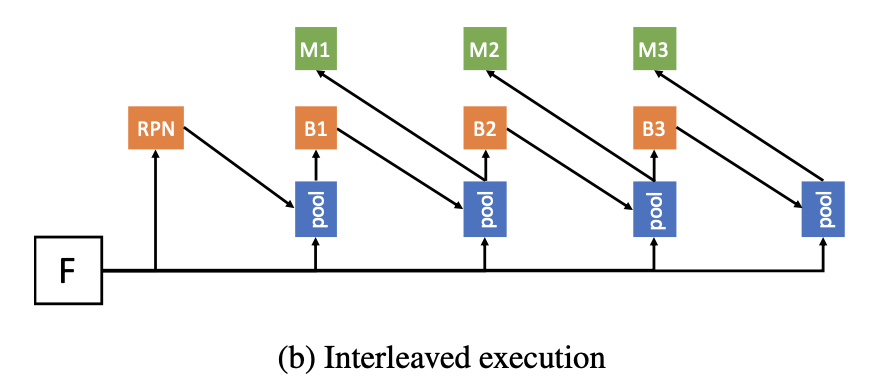 M1 M2 M3
RPN B1 B2 B3
pool pool pool pool
F
(b) Interleaved execution